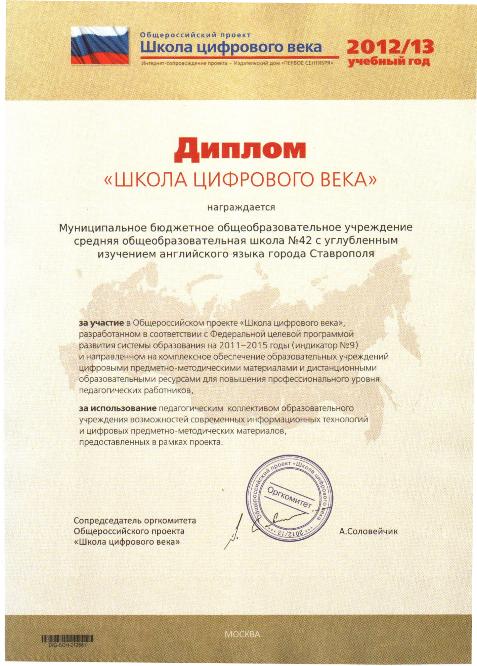 Общероссийский проект
Школа цифрового века
Интернет-сопровождение проекта – Издательский дом «ПЕРВОЕ СЕНТЯБРЯ»
2012/13
учебный год
Диплом
«ШКОЛА ЦИФРОВОГО ВЕКА»
награждается
Муниципальное бюджетное общеобразовательное учреждение
средняя общеобразовательная школа №42 с углубленным
изучением английского языка города Ставрополя
за участие в Общероссийском проекте «Школа цифрового века»,
разработанном в соответствии с Федеральной целевой программой
развития системы образования на 2011–2015 годы (индикатор №9)
и направленном на комплексное обеспечение образовательных учреждений
цифровыми предметно-методическими материалами и дистанционными
образовательными ресурсами для повышения профессионального уровня
педагогических работников,
за использование педагогическим коллективом образовательного
учреждения возможностей современных информационных технологий
и цифровых предметно-методических материалов,
предоставленных в рамках проекта.
Общероссийский проект «Школа цифрового века»
Оргкомитет
2012/13
Сопредседатель оргкомитета
Общероссийского проекта
«Школа цифрового века»
А.Соловейчик
МОСКВА